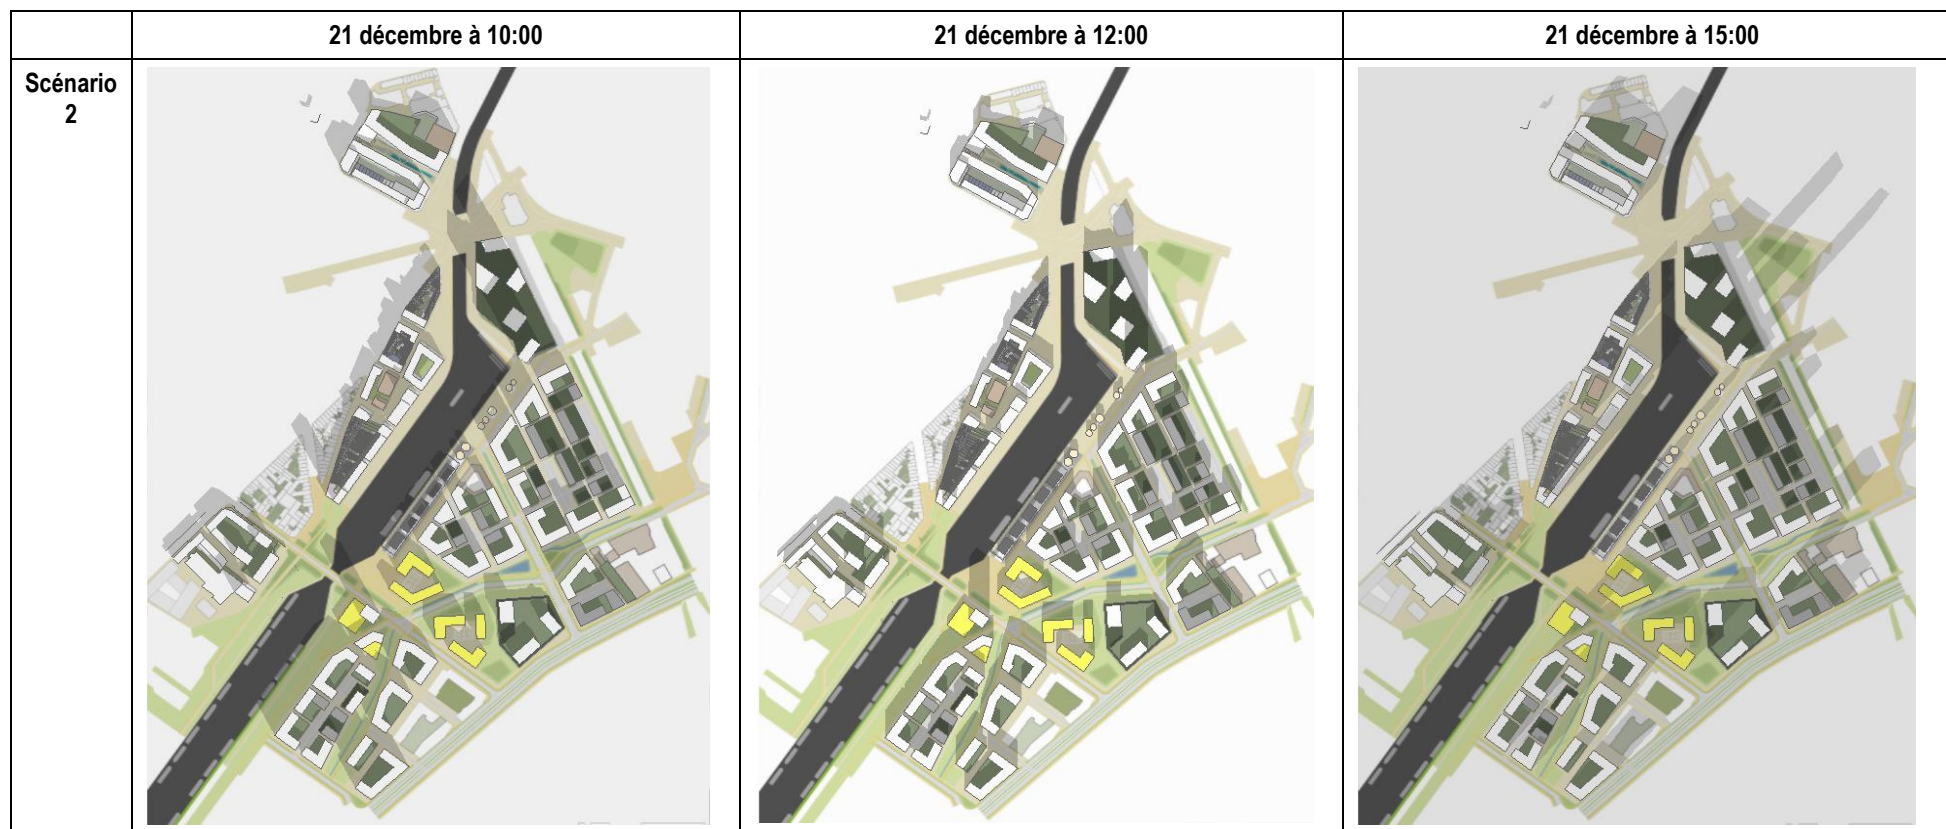 21 décembre à 10:00
21 décembre à 12:00
21 décembre à 15:00
Scénario
2